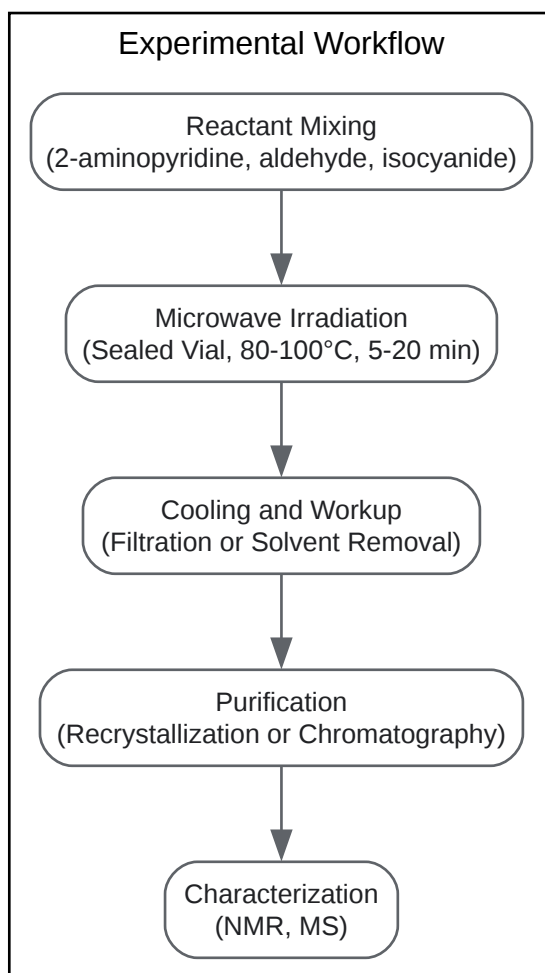 Experimental Workflow
Reactant Mixing
(2-aminopyridine, aldehyde, isocyanide)
Microwave Irradiation
(Sealed Vial, 80-100°C, 5-20 min)
Cooling and Workup
(Filtration or Solvent Removal)
Purification
(Recrystallization or Chromatography)
Characterization
(NMR, MS)